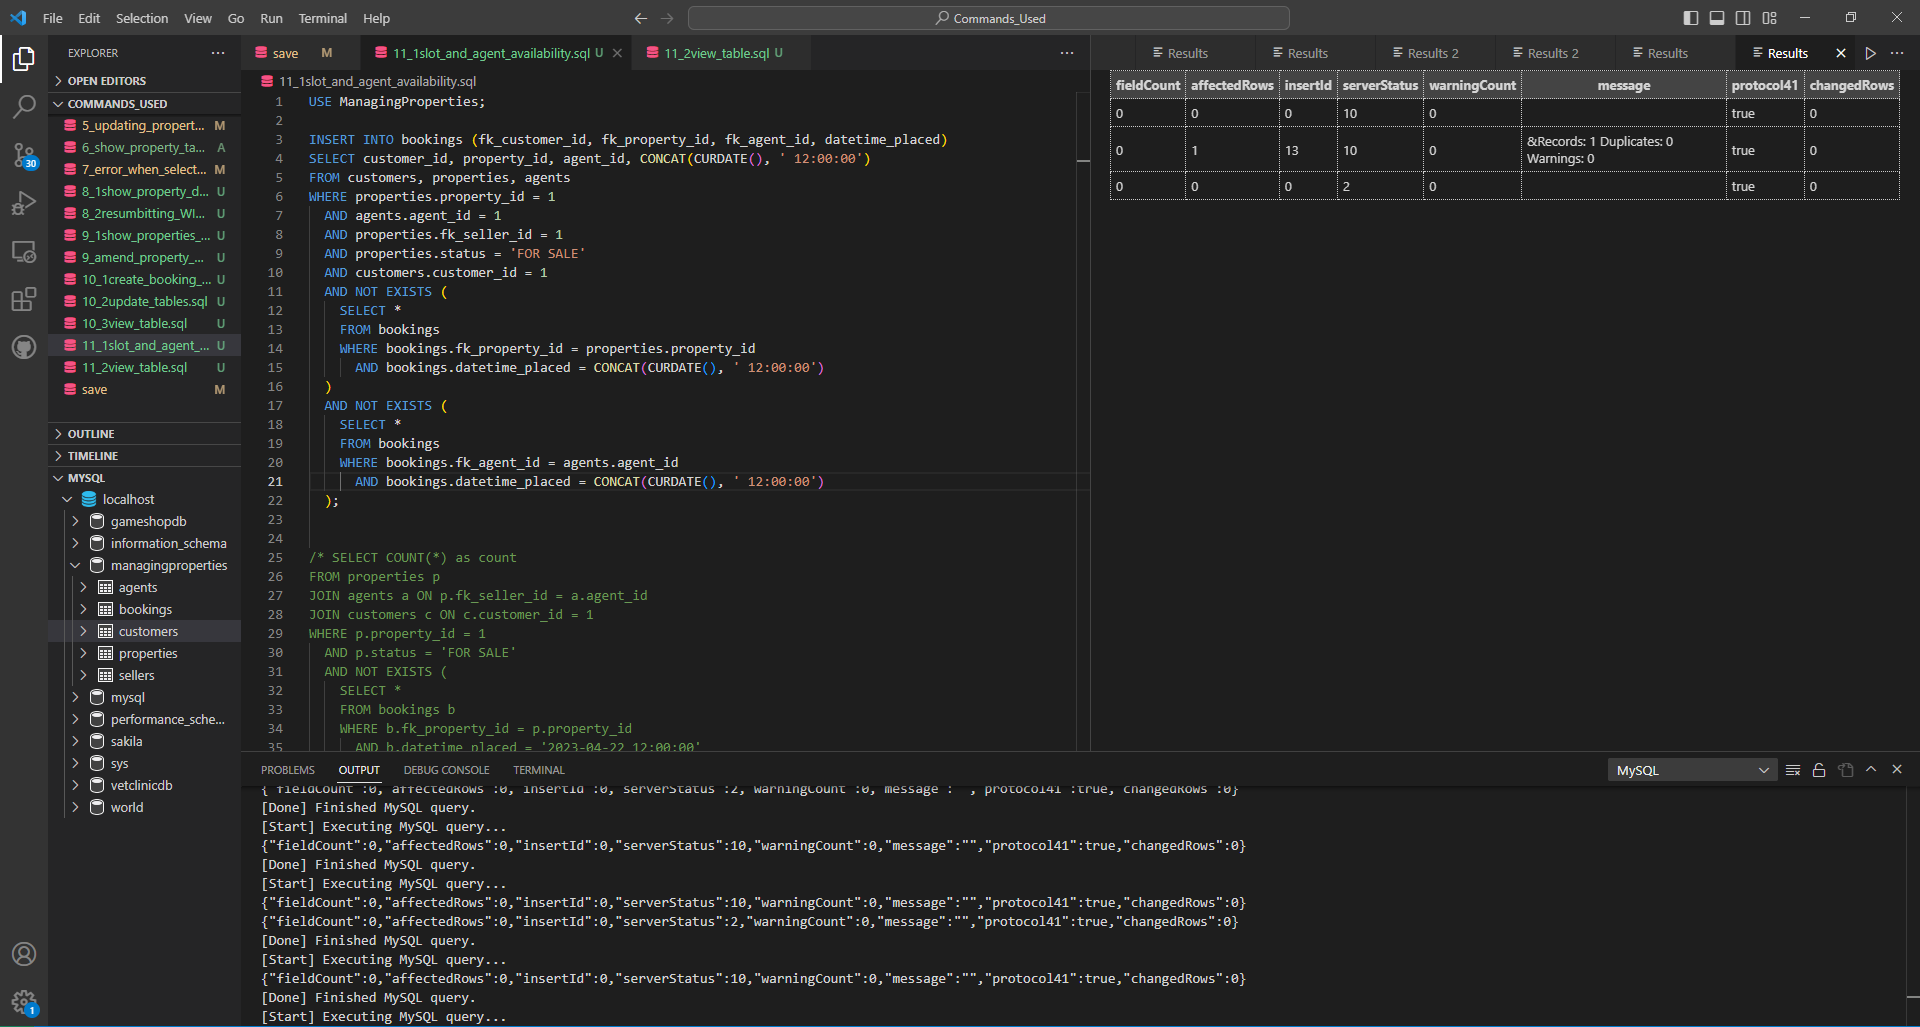 File Edit Selection View Go Run Terminal Help
Commands_Used
EXPLORER
OPEN EDITORS
COMMANDS_USED
5_updating_propert... M
6_show_property_ta... A
7_error_when_select... M
8_1show_property_d... U
8_2resumbitting_WI... U
9_1show_properties_... U
9_amend_property_... U
10_1create_booking_... U
10_2update_tables.sql U
10_3view_table.sql U
11_1slot_and_agent_... U
11_2view_table.sql U
save M
OUTLINE
TIMELINE
MYSQL
localhost
gameshopdb
information_schema
managingproperties
agents
bookings
customers
properties
sellers
mysql
performance_sche...
sakila
sys
vetclinicdb
world
30
1
save M
11_1slot_and_agent_availability.sql U
11_2view_table.sql U
11_1slot_and_agent_availability.sql
1 USE ManagingProperties;
2
3 INSERT INTO bookings (fk_customer_id, fk_property_id, fk_agent_id, datetime_placed)
4 SELECT customer_id, property_id, agent_id, CONCAT(CURDATE(), ' 12:00:00')
5 FROM customers, properties, agents
6 WHERE properties.property_id = 1
7 AND agents.agent_id = 1
8 AND properties.fk_seller_id = 1
9 AND properties.status = 'FOR SALE'
10 AND customers.customer_id = 1
11 AND NOT EXISTS (
12 SELECT *
13 FROM bookings
14 WHERE bookings.fk_property_id = properties.property_id
15 AND bookings.datetime_placed = CONCAT(CURDATE(), ' 12:00:00')
16 )
17 AND NOT EXISTS (
18 SELECT *
19 FROM bookings
20 WHERE bookings.fk_agent_id = agents.agent_id
21 AND bookings.datetime_placed = CONCAT(CURDATE(), ' 12:00:00')
22 );
23
24
25 /* SELECT COUNT(*) as count
26 FROM properties p
27 JOIN agents a ON p.fk_seller_id = a.agent_id
28 JOIN customers c ON c.customer_id = 1
29 WHERE p.property_id = 1
30 AND p.status = 'FOR SALE'
31 AND NOT EXISTS (
32 SELECT *
33 FROM bookings b
34 WHERE b.fk_property_id = p.property_id
35 AND b.datetime_placed = '2023-04-22 12:00:00'
Results Results Results 2 Results 2 Results Results
fieldCount affectedRows insertId serverStatus warningCount message protocol41 changedRows
0 0 0 10 0 true 0
0 1 13 10 0 &Records: 1 Duplicates: 0 Warnings: 0 true 0
0 0 0 2 0 true 0
PROBLEMS OUTPUT DEBUG CONSOLE TERMINAL
MySQL
{"fieldCount":0,"affectedRows":0,"insertId":0,"serverStatus":2,"warningCount":0,"message":"","protocol41":true,"changedRows":0}
[Done] Finished MySQL query.
[Start] Executing MySQL query...
{"fieldCount":0,"affectedRows":0,"insertId":0,"serverStatus":10,"warningCount":0,"message":"","protocol41":true,"changedRows":0}
[Done] Finished MySQL query.
[Start] Executing MySQL query...
{"fieldCount":0,"affectedRows":0,"insertId":0,"serverStatus":10,"warningCount":0,"message":"","protocol41":true,"changedRows":0}
{"fieldCount":0,"affectedRows":0,"insertId":0,"serverStatus":2,"warningCount":0,"message":"","protocol41":true,"changedRows":0}
[Done] Finished MySQL query.
[Start] Executing MySQL query...
{"fieldCount":0,"affectedRows":0,"insertId":0,"serverStatus":10,"warningCount":0,"message":"","protocol41":true,"changedRows":0}
[Done] Finished MySQL query.
[Start] Executing MySQL query...